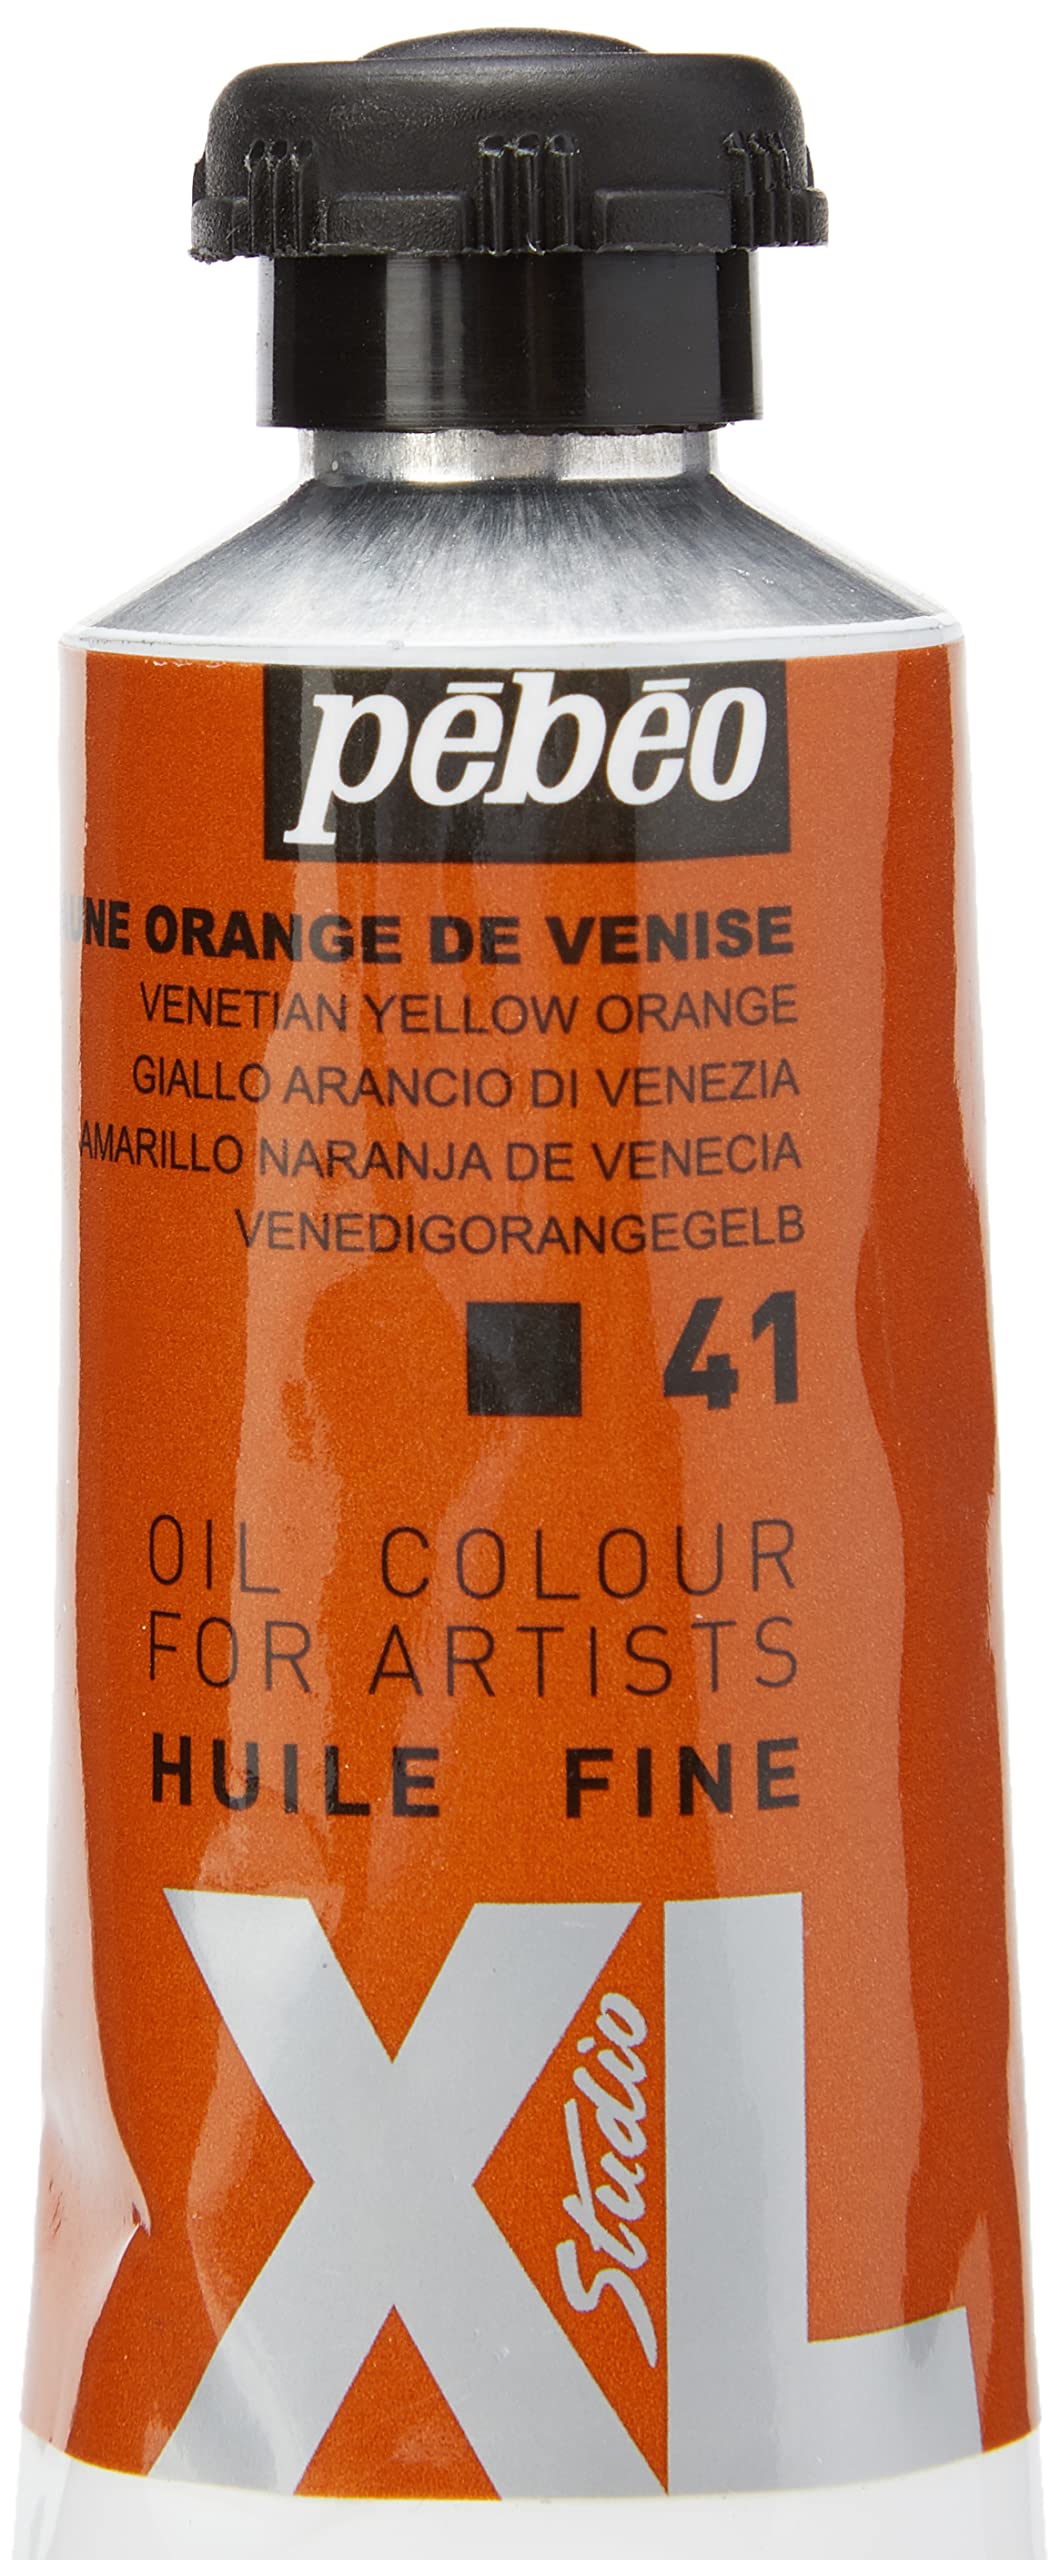 pēbēo
UNE ORANGE DE VENISE
VENETIAN YELLOW ORANGE
GIALLO ARANCIO DI VENEZIA
AMARILLO NARANJA DE VENECIA
VENEDIGORANGEGELB
■ 41
OIL COLOUR
FOR ARTISTS
HUILE FINE
XL
Studio